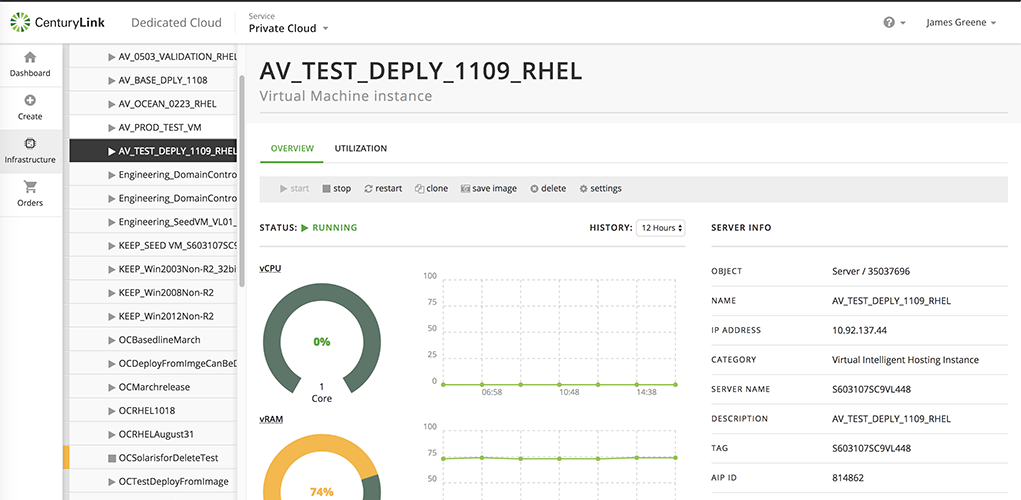 CenturyLink
Dedicated Cloud
Service
Private Cloud
James Greene
Dashboard
Create
Infrastructure
Orders
AV_0503_VALIDATION_RHEL
AV_BASE_DPLY_1108
AV_OCEAN_0223_RHEL
AV_PROD_TEST_VM
AV_TEST_DEPLY_1109_RHEL
Engineering_DomainContro
Engineering_DomainContro
Engineering_SeedVM_VL01_
KEEP_SEED VM_S603107SC9
KEEP_Win2003Non-R2_32bi
KEEP_Win2008Non-R2
KEEP_Win2012Non-R2
OCBasedlineMarch
OCDeployFromImgeCanBeD
OCMarchrelease
OCRHEL1018
OCRHELAugust31
OCSolarisforDeleteTest
OCTestDeployFromImage
AV_TEST_DEPLY_1109_RHEL
Virtual Machine instance
OVERVIEW UTILIZATION
start stop restart clone save image delete settings
STATUS: RUNNING
HISTORY: 12 Hours
vCPU
0%
1
Core
100
75
50
25
0
06:58 10:48 14:38
vRAM
74%
100
75
50
SERVER INFO
OBJECT Server / 35037696
NAME AV_TEST_DEPLY_1109_RHEL
IP ADDRESS 10.92.137.44
CATEGORY Virtual Intelligent Hosting Instance
SERVER NAME S603107SC9VL448
DESCRIPTION AV_TEST_DEPLY_1109_RHEL
TAG S603107SC9VL448
AIP ID 814862